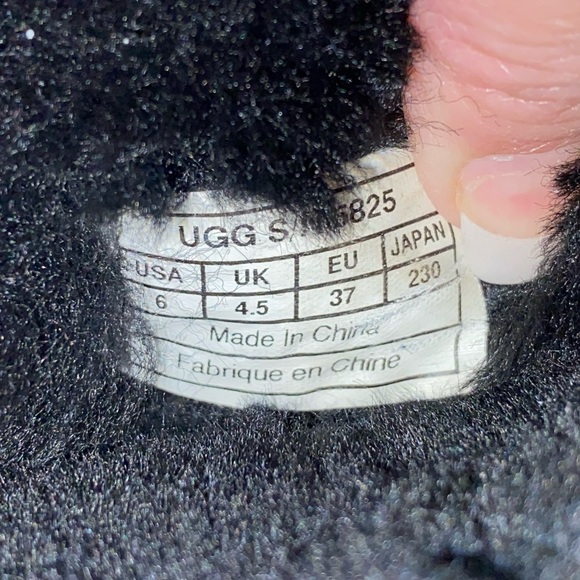 UGG S 5825
USA UK EU JAPAN
6 4.5 37 230
Made In China
Fabrique en Chine